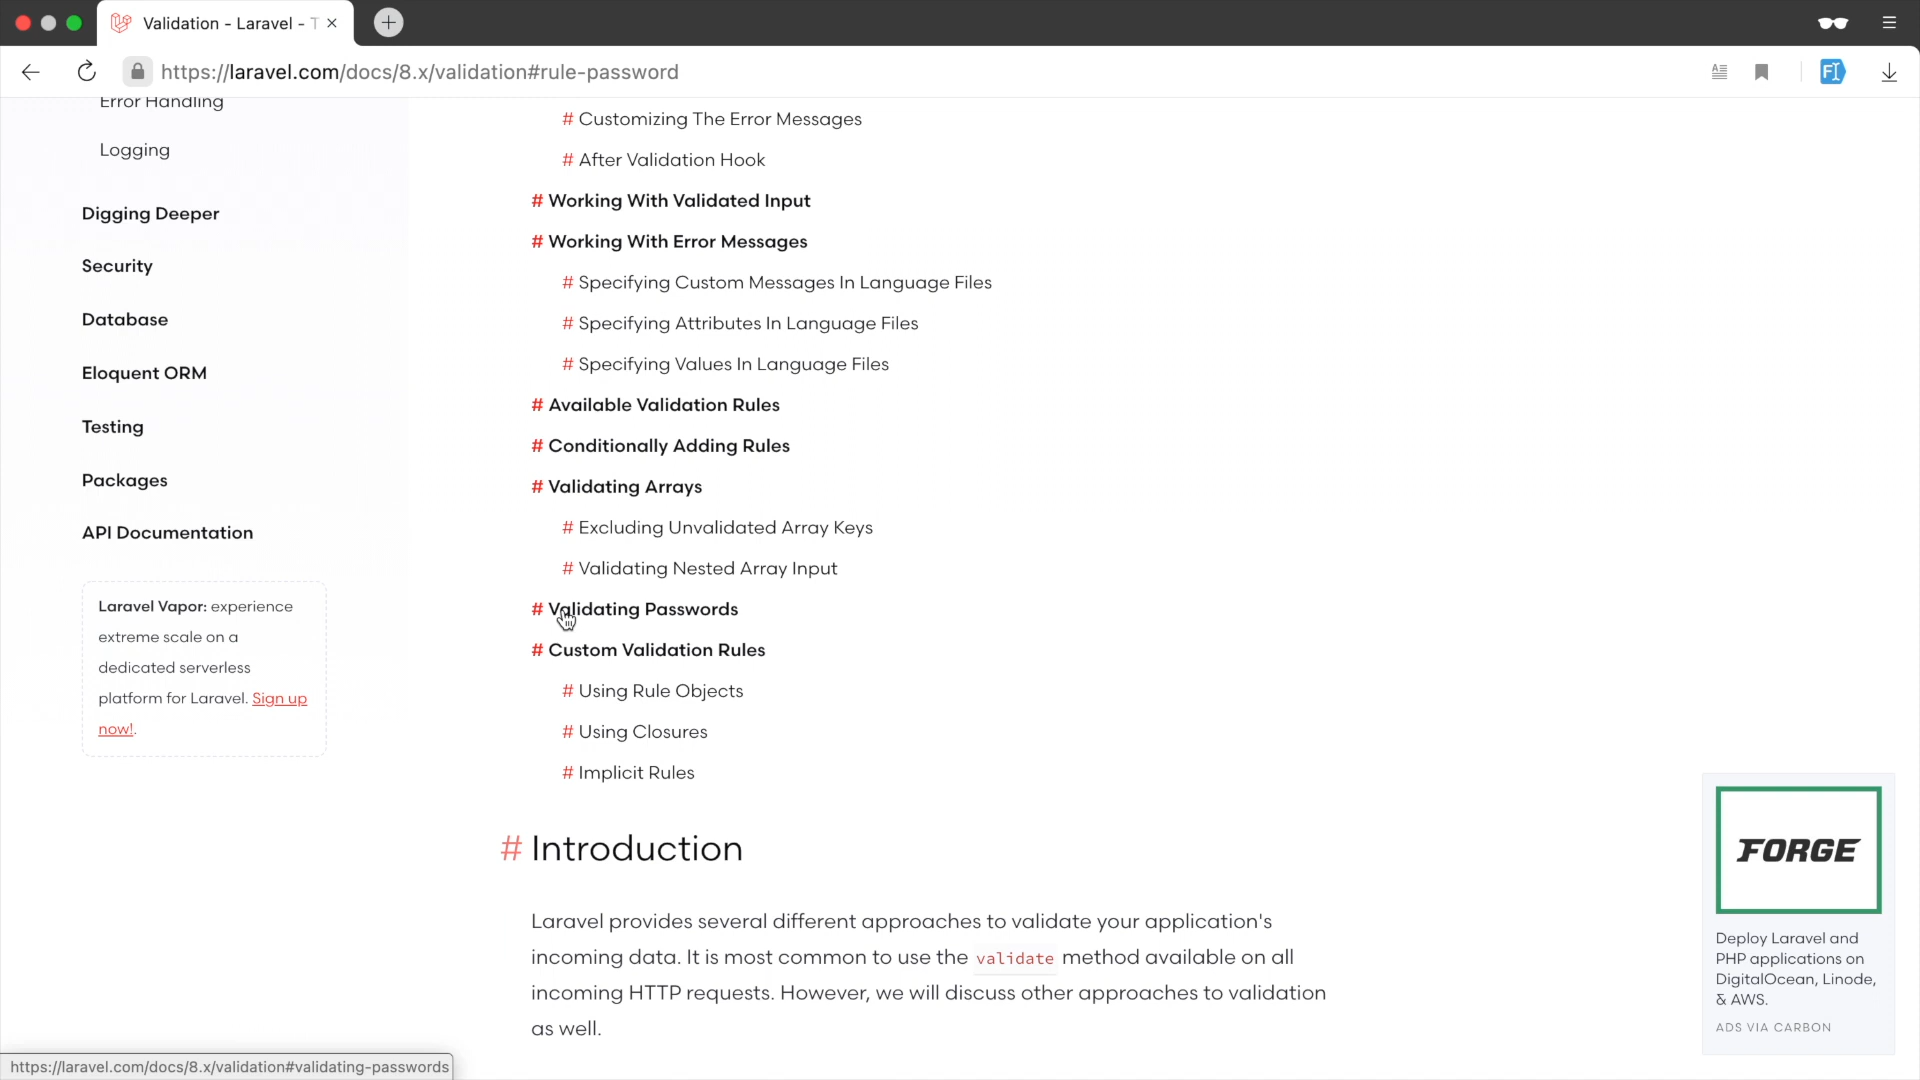 Validation - Laravel - T
https://laravel.com/docs/8.x/validation#rule-password
Error Handling
Logging
Digging Deeper
Security
Database
Eloquent ORM
Testing
Packages
API Documentation
Laravel Vapor: experience
extreme scale on a
dedicated serverless
platform for Laravel. Sign up
now!.
# Customizing The Error Messages
# After Validation Hook
# Working With Validated Input
# Working With Error Messages
# Specifying Custom Messages In Language Files
# Specifying Attributes In Language Files
# Specifying Values In Language Files
# Available Validation Rules
# Conditionally Adding Rules
# Validating Arrays
# Excluding Unvalidated Array Keys
# Validating Nested Array Input
# Validating Passwords
# Custom Validation Rules
# Using Rule Objects
# Using Closures
# Implicit Rules
# Introduction
Laravel provides several different approaches to validate your application's
incoming data. It is most common to use the validate method available on all
incoming HTTP requests. However, we will discuss other approaches to validation
as well.
FORGE
Deploy Laravel and
PHP applications on
DigitalOcean, Linode,
& AWS.
ADS VIA CARBON
https://laravel.com/docs/8.x/validation#validating-passwords